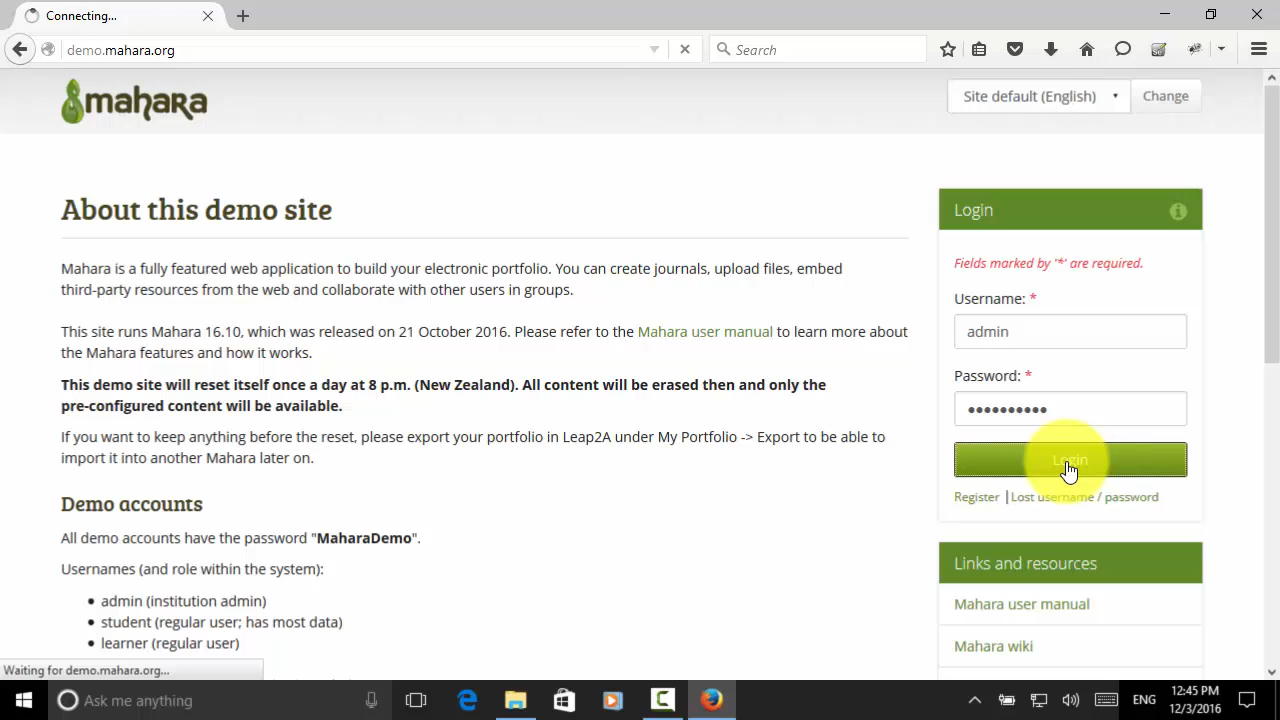 Connecting...
demo.mahara.org
Search
mahara
Site default (English)
Change
About this demo site
Mahara is a fully featured web application to build your electronic portfolio. You can create journals, upload files, embed
third-party resources from the web and collaborate with other users in groups.
This site runs Mahara 16.10, which was released on 21 October 2016. Please refer to the Mahara user manual to learn more about
the Mahara features and how it works.
This demo site will reset itself once a day at 8 p.m. (New Zealand). All content will be erased then and only the
pre-configured content will be available.
If you want to keep anything before the reset, please export your portfolio in Leap2A under My Portfolio -> Export to be able to
import it into another Mahara later on.
Demo accounts
All demo accounts have the password "MaharaDemo".
Usernames (and role within the system):
admin (institution admin)
student (regular user; has most data)
learner (regular user)
Login
Fields marked by '*' are required.
Username: *
admin
Password: *
••••••••••
Login
Register | Lost username / password
Links and resources
Mahara user manual
Mahara wiki
Waiting for demo.mahara.org...
Ask me anything
ENG
12:45 PM
12/3/2016